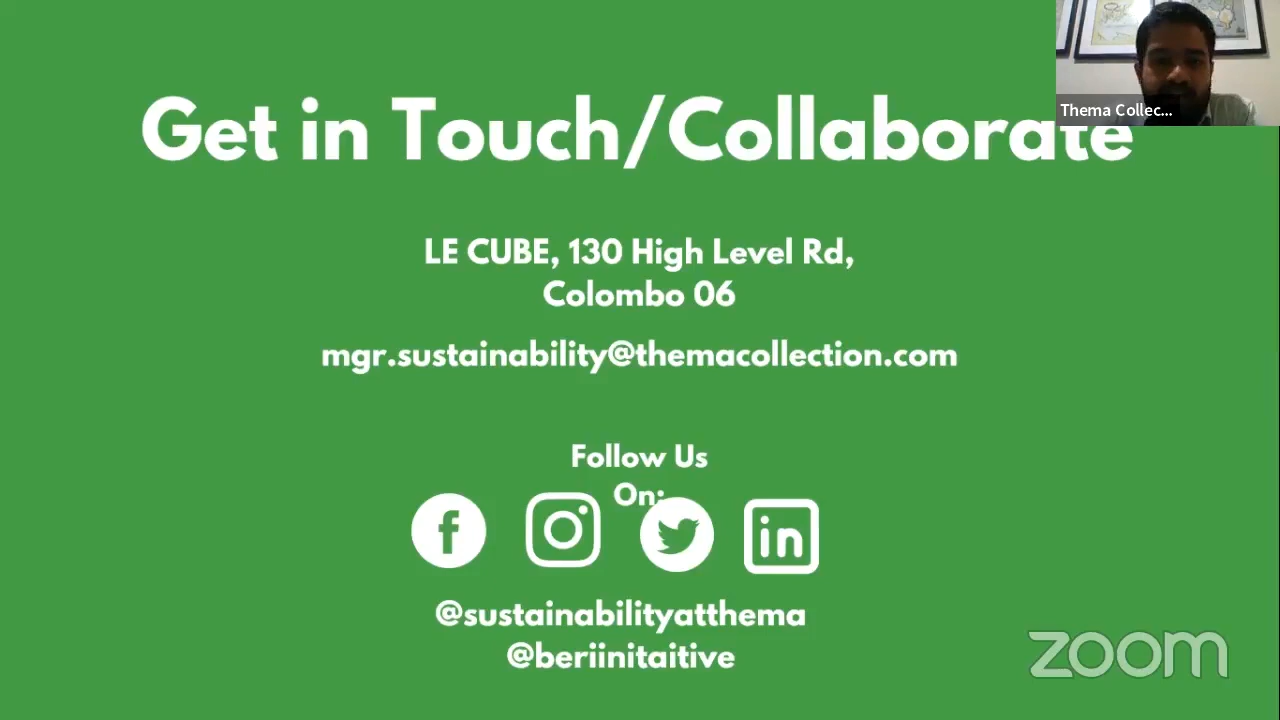 Thema Collec...
Get in Touch/Collaborate
LE CUBE, 130 High Level Rd,
Colombo 06
mgr.sustainability@themacollection.com
Follow Us
On:
@sustainabilityatthema
@beriinitaitive
zoom